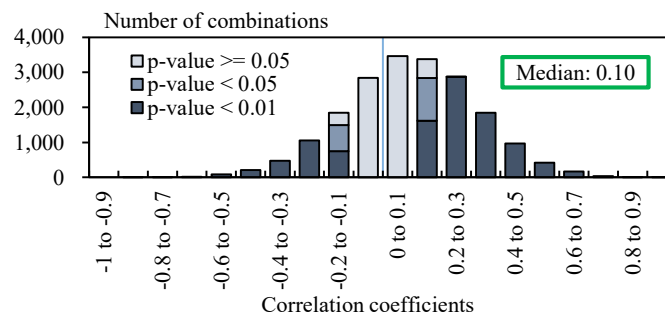 Number of combinations
4,000
3,000
2,000
1,000
0
p-value >= 0.05
p-value < 0.05
p-value < 0.01
Median: 0.10
-1 to -0.9
-0.8 to -0.7
-0.6 to -0.5
-0.4 to -0.3
-0.2 to -0.1
0 to 0.1
0.2 to 0.3
0.4 to 0.5
0.6 to 0.7
0.8 to 0.9
Correlation coefficients